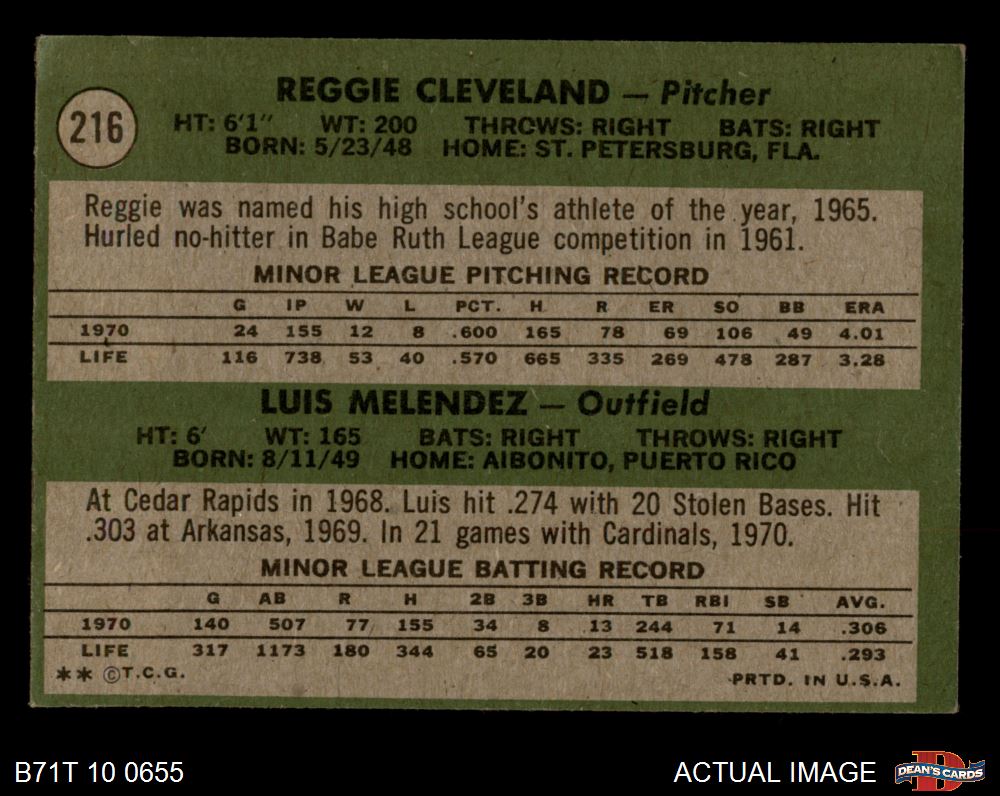 REGGIE CLEVELAND — Pitcher
216
HT: 6'1" WT: 200 THROWS: RIGHT BATS: RIGHT
BORN: 5/23/48 HOME: ST. PETERSBURG, FLA.
Reggie was named his high school's athlete of the year, 1965.
Hurled no-hitter in Babe Ruth League competition in 1961.
MINOR LEAGUE PITCHING RECORD
G IP W L PCT. H R ER SO BB ERA
1970 24 155 12 8 .600 165 78 69 106 49 4.01
LIFE 116 738 53 40 .570 665 335 269 478 287 3.28
LUIS MELENDEZ — Outfield
HT: 6' WT: 165 BATS: RIGHT THROWS: RIGHT
BORN: 8/11/49 HOME: AIBONITO, PUERTO RICO
At Cedar Rapids in 1968. Luis hit .274 with 20 Stolen Bases. Hit
.303 at Arkansas, 1969. In 21 games with Cardinals, 1970.
MINOR LEAGUE BATTING RECORD
G AB R H 2B 3B HR TB RBI SB AVG.
1970 140 507 77 155 34 8 13 244 71 14 .306
LIFE 317 1173 180 344 65 20 23 518 158 41 .293
** ©T.C.G. PRTD. IN U.S.A.
B71T 10 0655 ACTUAL IMAGE D DEAN'S CARDS